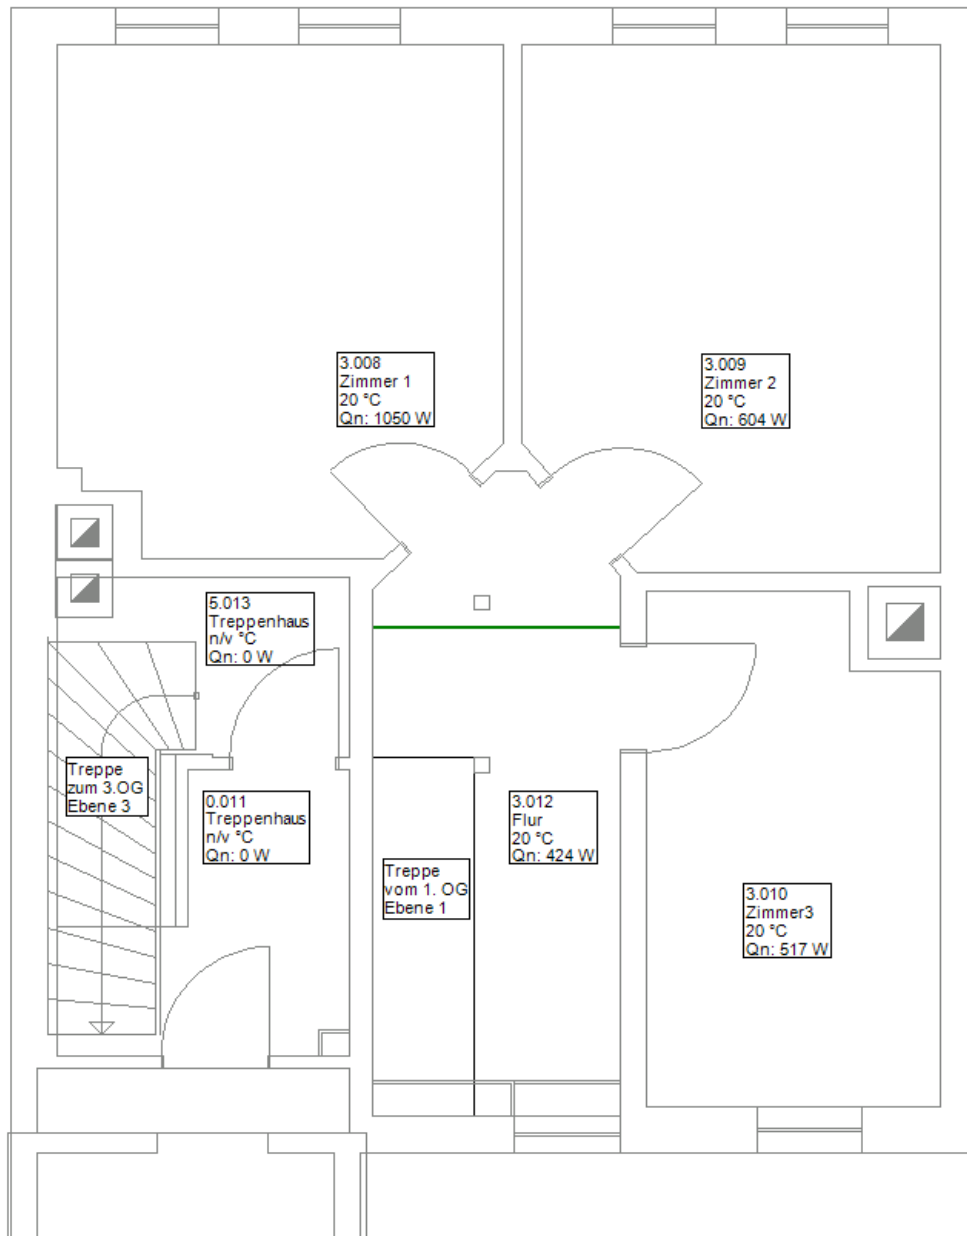 3.008
Zimmer 1
20 °C
Qn: 1050 W
3.009
Zimmer 2
20 °C
Qn: 604 W
5.013
Treppenhaus
n/v °C
Qn: 0 W
Treppe
zum 3.OG
Ebene 3
0.011
Treppenhaus
n/v °C
Qn: 0 W
3.012
Flur
20 °C
Qn: 424 W
Treppe
vom 1. OG
Ebene 1
3.010
Zimmer3
20 °C
Qn: 517 W